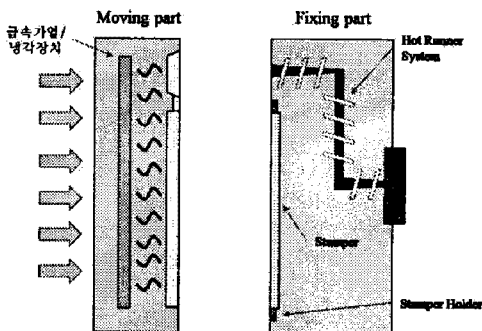 Moving part
Fixing part
급속가열/
냉각장치
Hot Runner
System
Stamper
Stamper Holder